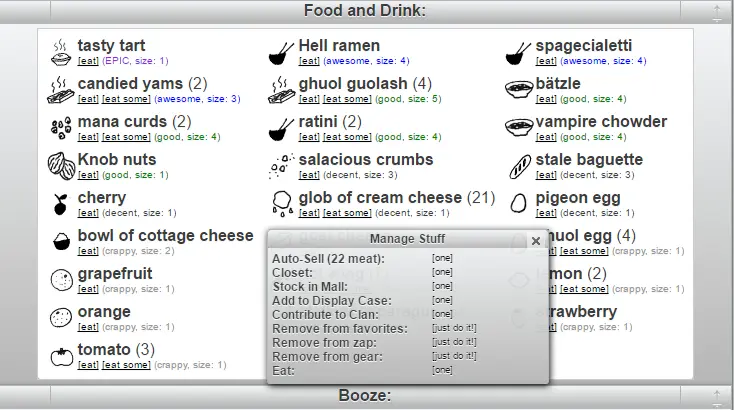 Food and Drink:
tasty tart
[eat] (EPIC, size: 1)
Hell ramen
[eat] (awesome, size: 4)
spagecialetti
[eat] (awesome, size: 4)
candied yams (2)
[eat] [eat some] (awesome, size: 3)
ghuol guolash (4)
[eat] [eat some] (good, size: 5)
bätzle
[eat] (good, size: 4)
mana curds (2)
[eat] [eat some] (good, size: 4)
ratini (2)
[eat] [eat some] (good, size: 4)
vampire chowder
[eat] (good, size: 4)
Knob nuts
[eat] (good, size: 1)
salacious crumbs
[eat] (decent, size: 3)
stale baguette
[eat] (decent, size: 3)
cherry
[eat] (decent, size: 1)
glob of cream cheese (21)
[eat] [eat some] (decent, size: 1)
pigeon egg
[eat] (decent, size: 1)
bowl of cottage cheese
[eat] (crappy, size: 2)
(4)
[eat some] (crappy, size: 1)
grapefruit
[eat] (crappy, size: 1)
(2)
[eat some] (crappy, size: 1)
orange
[eat] (crappy, size: 1)
strawberry
(crappy, size: 1)
tomato (3)
[eat] [eat some] (crappy, size: 1)
Manage Stuff
Auto-Sell (22 meat): [one]
Closet: [one]
Stock in Mall: [one]
Add to Display Case: [one]
Contribute to Clan: [one]
Remove from favorites: [just do it!]
Remove from zap: [just do it!]
Remove from gear: [just do it!]
Eat: [one]
Booze: